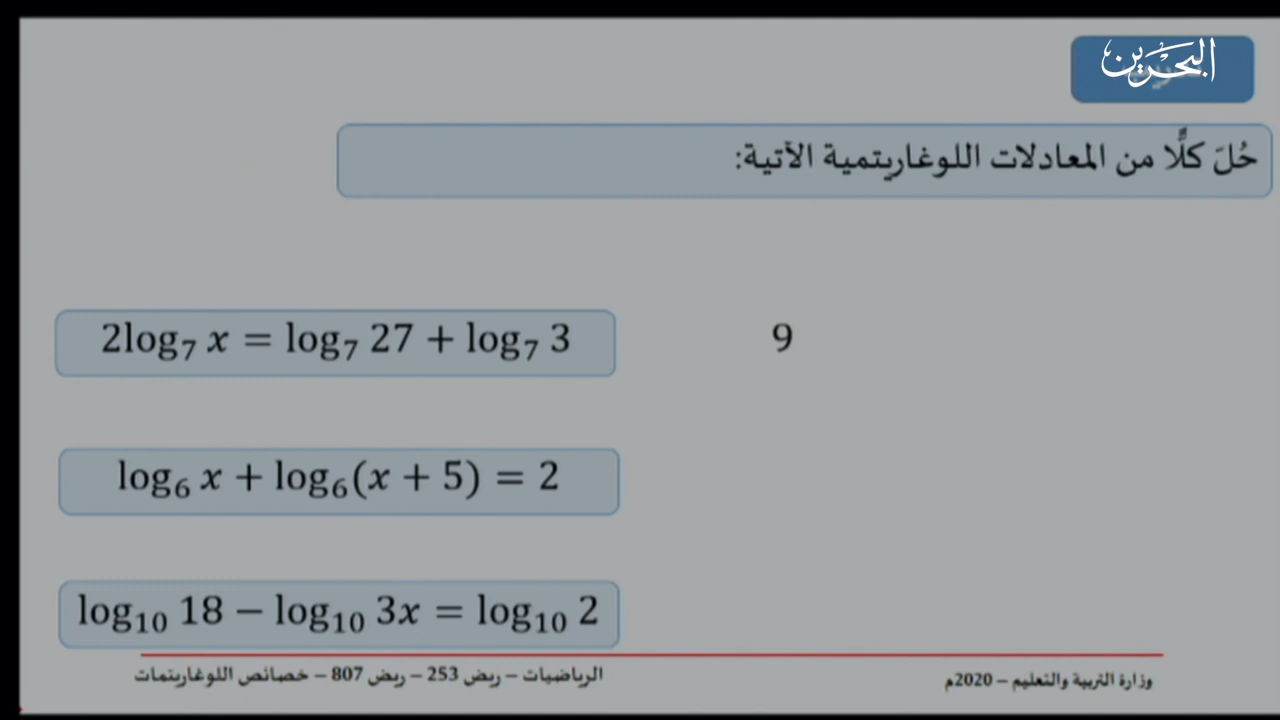 البحرين
حُلَ كلًّا من المعادلات اللوغاريتمية الآتية:
2log₇ x = log₇ 27 + log₇ 3
9
log₆ x + log₆(x + 5) = 2
log₁₀ 18 − log₁₀ 3x = log₁₀ 2
الرياضيات – ريض 253 – ريض 807 – خصائص اللوغاريتمات
وزارة التربية والتعليم – 2020م